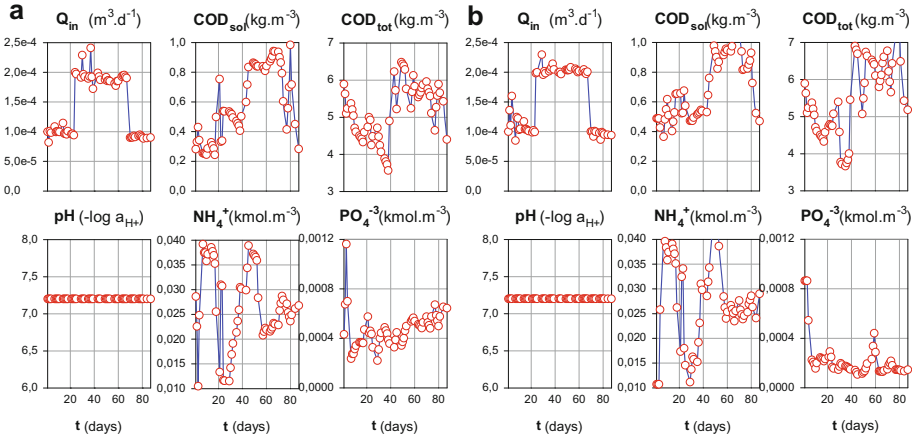 a
Q_in (m³.d⁻¹) COD_sol(kg.m⁻³) COD_tot(kg.m⁻³)
2,5e-4 1,0 7
2,0e-4 0,8 6
1,5e-4 0,6
1,0e-4 0,4 5
5,0e-5 0,2 4
0,0 0,0 3
pH (-log a_H+) NH₄⁺(kmol.m⁻³) PO₄⁻³(kmol.m⁻³)
8,0 0,040 0,0012
7,5 0,035
0,030 0,0008
7,0 0,025
0,020 0,0004
6,5 0,015
6,0 0,010 0,0000
20 40 60 80 20 40 60 80 20 40 60 80
t (days) t (days) t (days)
b
Q_in (m³.d⁻¹) COD_sol(kg.m⁻³) COD_tot(kg.m⁻³)
2,5e-4 1,0 7
2,0e-4 0,8 6
1,5e-4 0,6
1,0e-4 0,4 5
5,0e-5 0,2 4
0,0 0,0 3
pH (-log a_H+) NH₄⁺(kmol.m⁻³) PO₄⁻³(kmol.m⁻³)
8,0 0,040 0,0012
7,5 0,035
0,030 0,0008
7,0 0,025
0,020 0,0004
6,5 0,015
6,0 0,010 0,0000
20 40 60 80 20 40 60 80 20 40 60 80
t (days) t (days) t (days)